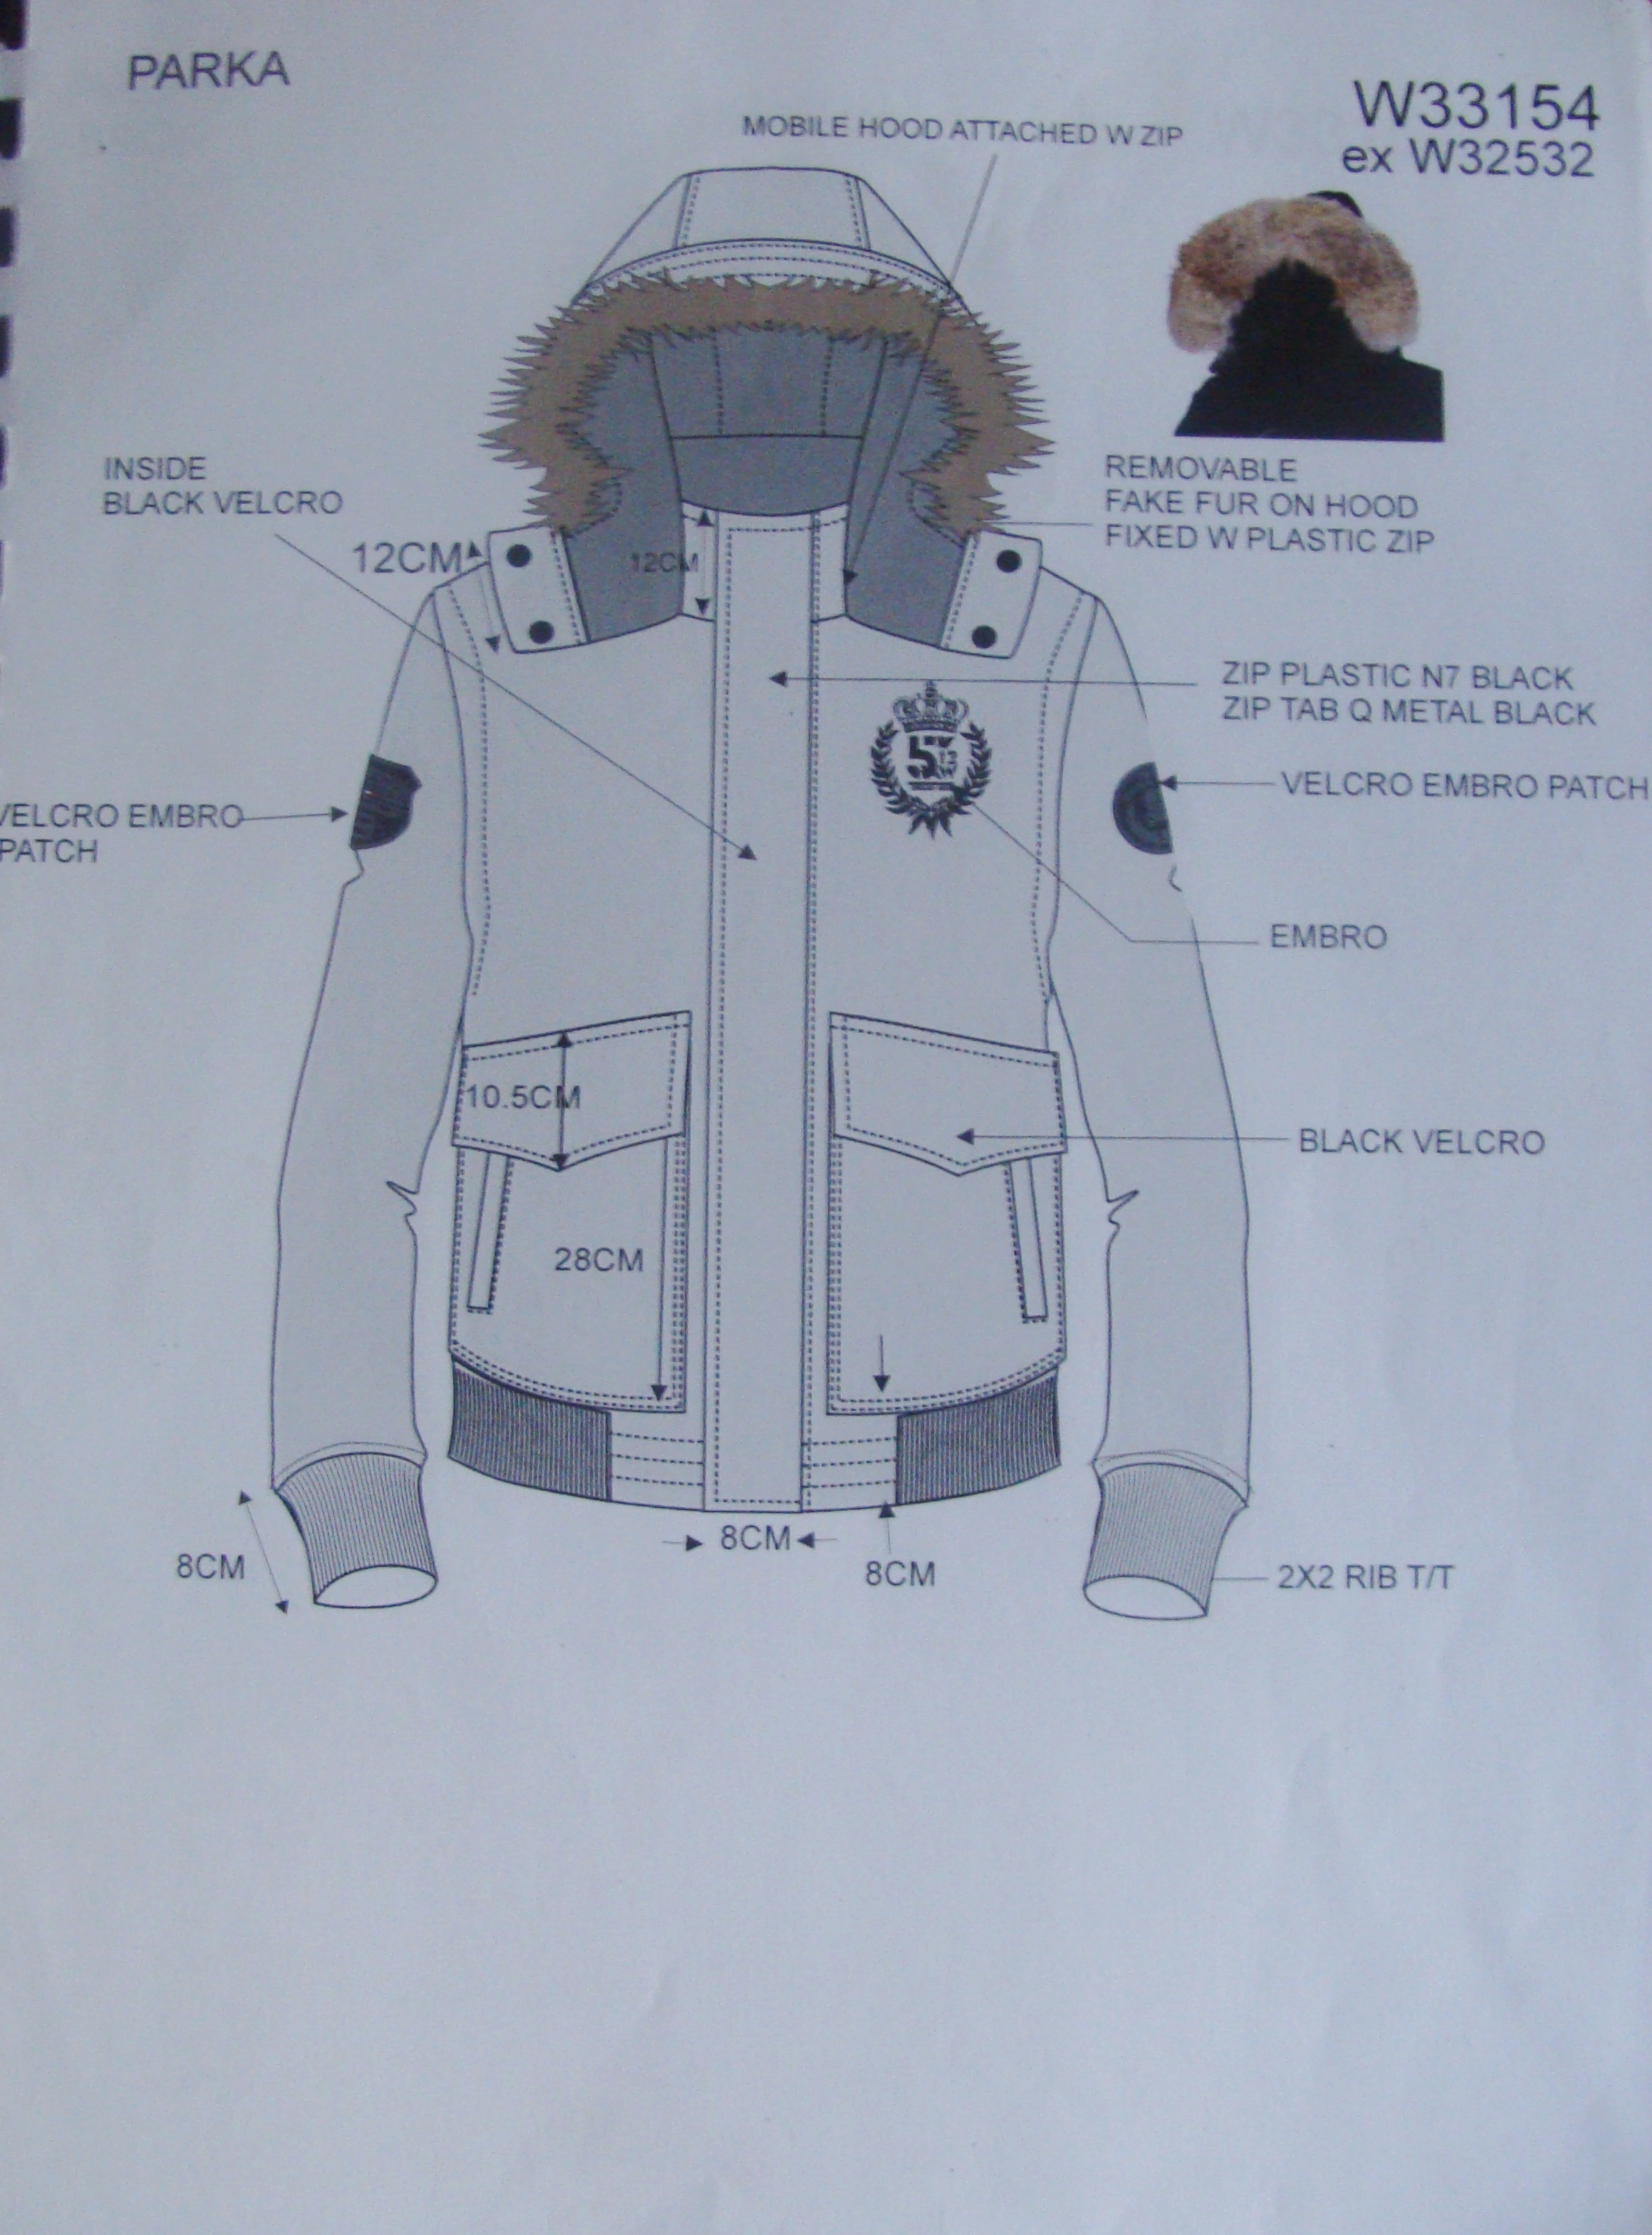 PARKA
W33154
ex W32532
MOBILE HOOD ATTACHED W ZIP
INSIDE
BLACK VELCRO
REMOVABLE
FAKE FUR ON HOOD
FIXED W PLASTIC ZIP
12CM
12CM
ZIP PLASTIC N7 BLACK
ZIP TAB Q METAL BLACK
VELCRO EMBRO
PATCH
VELCRO EMBRO PATCH
EMBRO
10.5CM
BLACK VELCRO
28CM
8CM
8CM
8CM
2X2 RIB T/T